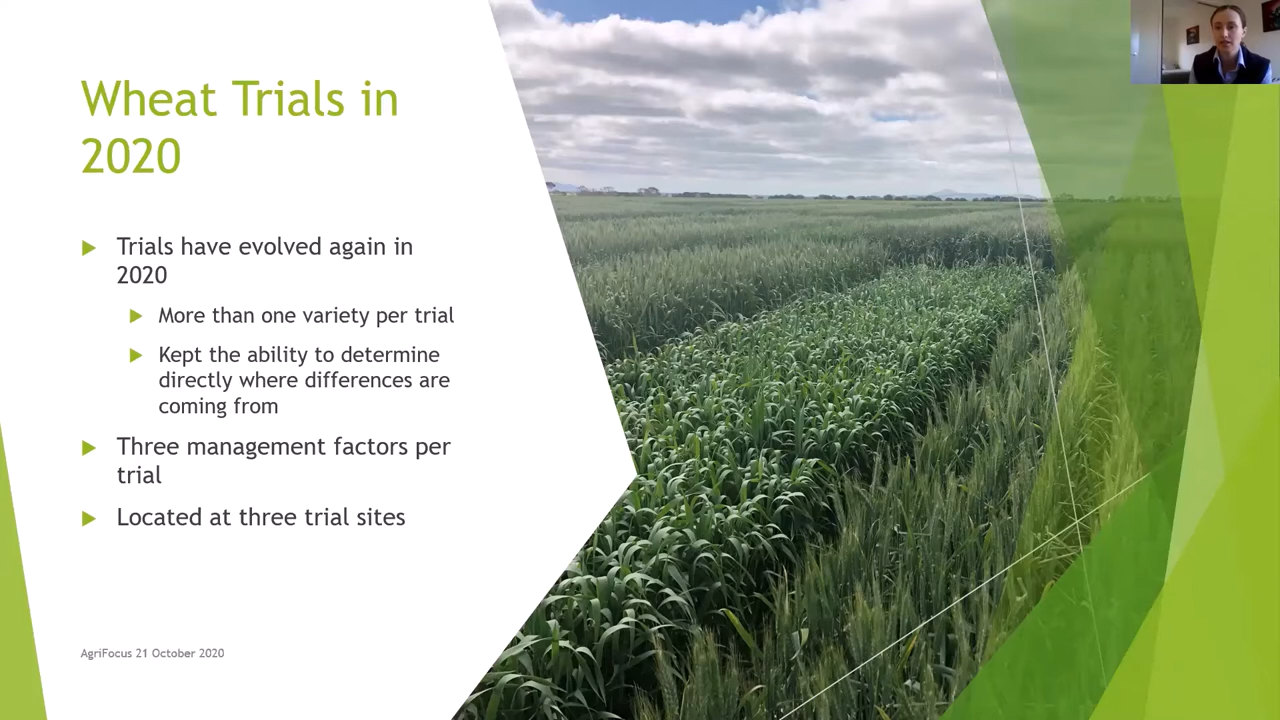 Wheat Trials in
2020
Trials have evolved again in
2020
More than one variety per trial
Kept the ability to determine
directly where differences are
coming from
Three management factors per
trial
Located at three trial sites
AgriFocus 21 October 2020